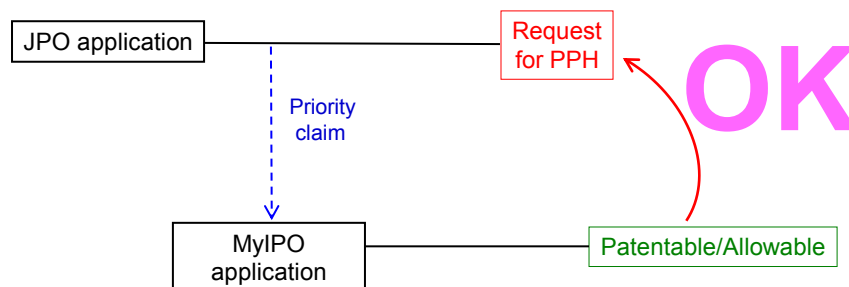 JPO application
Request
for PPH
OK
Priority
claim
MyIPO
application
Patentable/Allowable